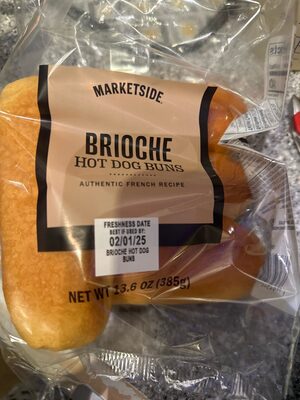 MARKETSIDE
BRIOCHE
HOT DOG BUNS
AUTHENTIC FRENCH RECIPE
FRESHNESS DATE
BEST IF USED BY:
02/01/25
BRIOCHE HOT DOG
BUNS
NET WT 13.6 OZ (385g)